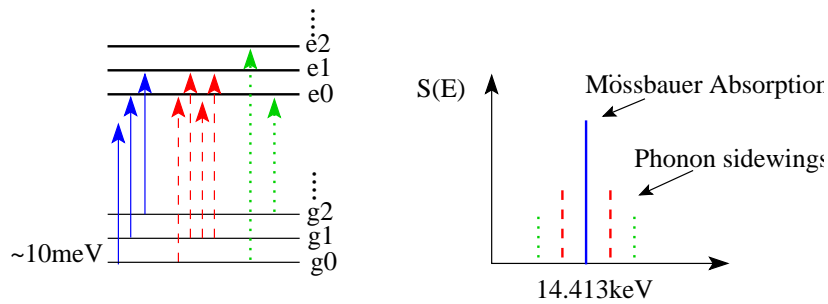 e2
e1
e0
g2
g1
g0
~10meV
S(E)
Mössbauer Absorption
Phonon sidewings
14.413keV